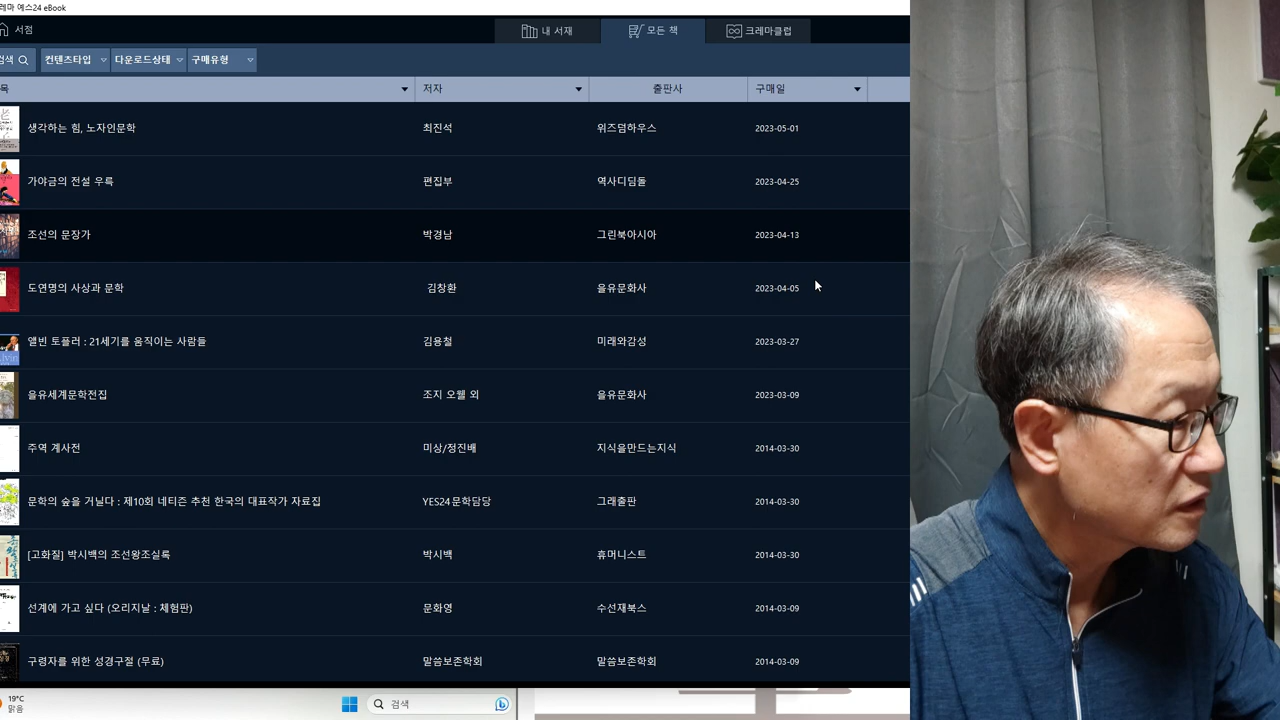 레마 예스24 eBook
서점
내 서재
모든 책
크레마클럽
검색
컨텐츠타입
다운로드상태
구매유형
목
저자
출판사
구매일
생각하는 힘, 노자인문학 최진석 위즈덤하우스 2023-05-01
가야금의 전설 우륵 편집부 역사디딤돌 2023-04-25
조선의 문장가 박경남 그린북아시아 2023-04-13
도연명의 사상과 문학 김창환 을유문화사 2023-04-05
앨빈 토플러 : 21세기를 움직이는 사람들 김용철 미래와감성 2023-03-27
을유세계문학전집 조지 오웰 외 을유문화사 2023-03-09
주역 계사전 미상/정진배 지식을만드는지식 2014-03-30
문학의 숲을 거닐다 : 제10회 네티즌 추천 한국의 대표작가 자료집 YES24 문학담당 그래출판 2014-03-30
[고화질] 박시백의 조선왕조실록 박시백 휴머니스트 2014-03-30
선계에 가고 싶다 (오리지날 : 체험판) 문화영 수선재북스 2014-03-09
구령자를 위한 성경구절 (무료) 말씀보존학회 말씀보존학회 2014-03-09
19°C
맑음
검색